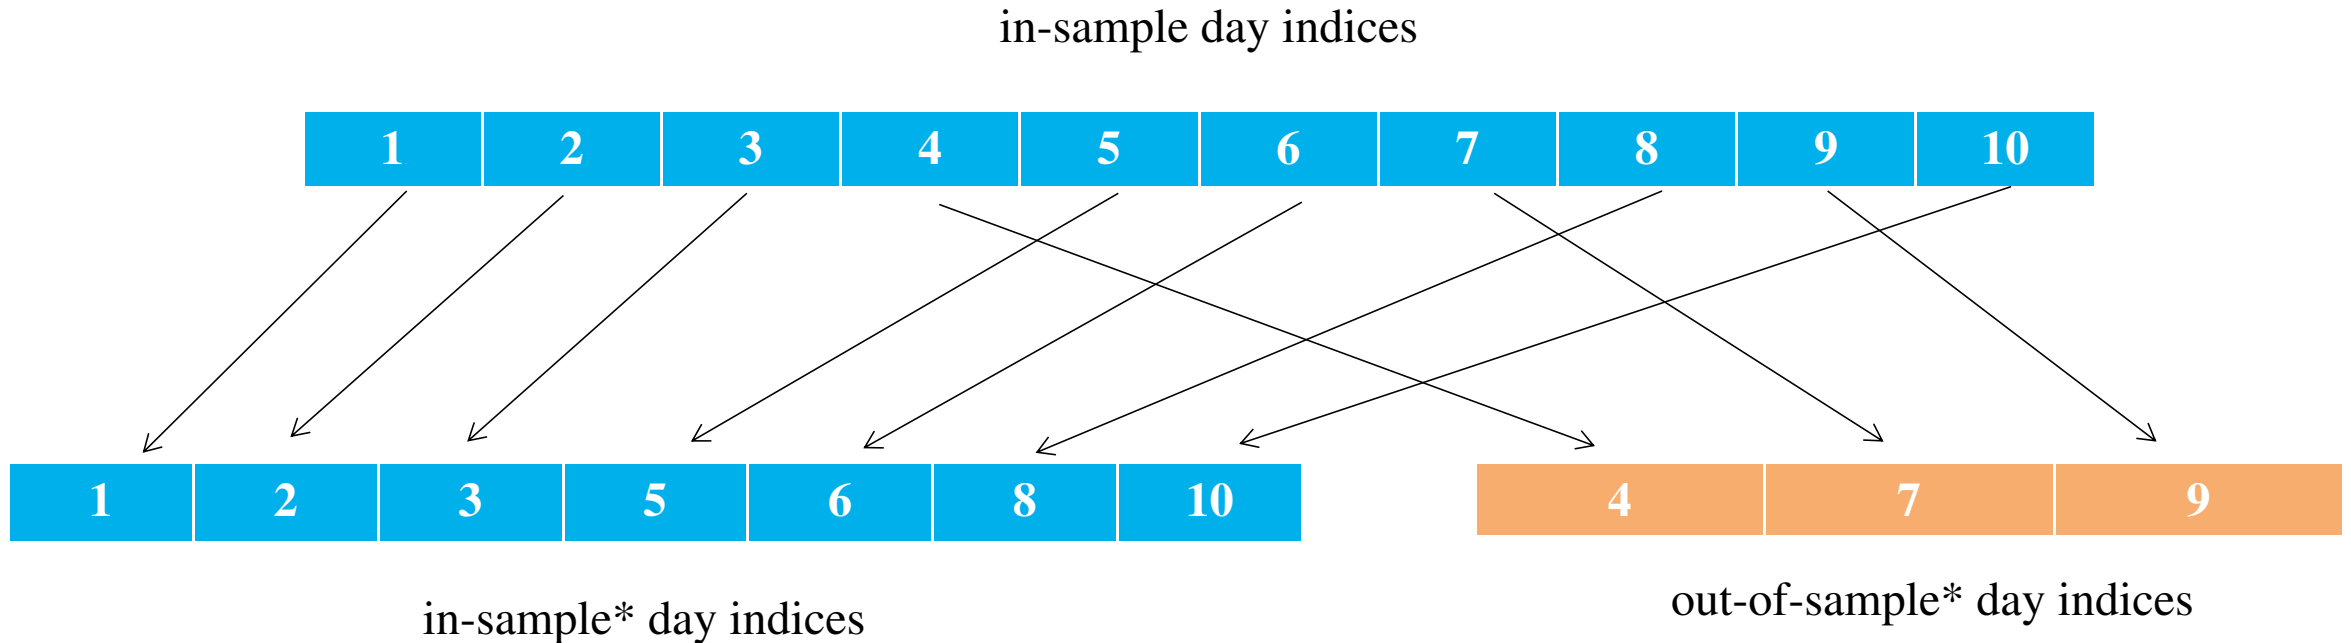 in-sample day indices
1 2 3 4 5 6 7 8 9 10
1 2 3 5 6 8 10
4 7 9
in-sample* day indices
out-of-sample* day indices